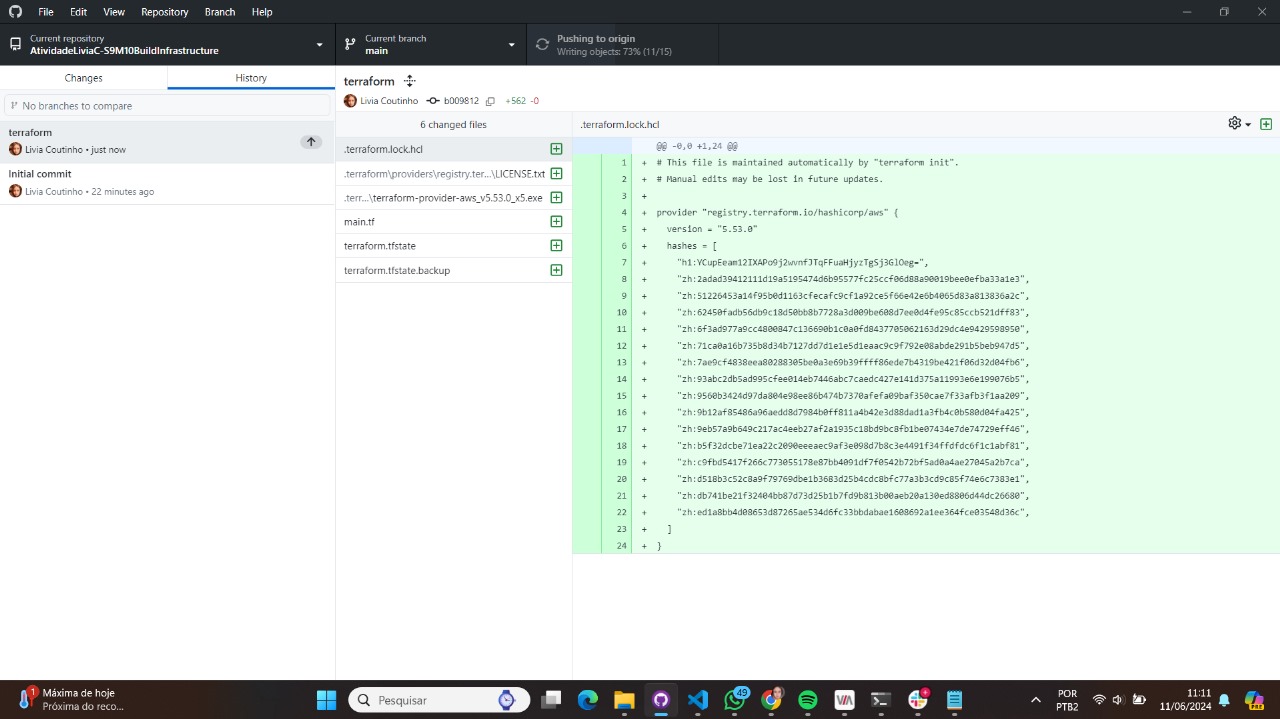 File Edit View Repository Branch Help
Current repository
AtividadeLiviaC-S9M10BuildInfrastructure
Current branch
main
Pushing to origin
Writing objects: 73% (11/15)
Changes
History
No branches to compare
terraform
Livia Coutinho • just now
Initial commit
Livia Coutinho • 22 minutes ago
terraform
Livia Coutinho b009812 +562 -0
6 changed files
.terraform.lock.hcl
.terraform\providers\registry.ter...\LICENSE.txt
.terr...\terraform-provider-aws_v5.53.0_x5.exe
main.tf
terraform.tfstate
terraform.tfstate.backup
.terraform.lock.hcl
@@ -0,0 +1,24 @@
1 + # This file is maintained automatically by "terraform init".
2 + # Manual edits may be lost in future updates.
3 +
4 + provider "registry.terraform.io/hashicorp/aws" {
5 + version = "5.53.0"
6 + hashes = [
7 + "h1:YCupEeam12IXAPo9j2wvnfJTqFFuaHjyzTgSj3GlOeg=",
8 + "zh:2adad39412111d19a5195474d6b95577fc25ccf06d88a90019bee0efba33a1e3",
9 + "zh:51226453a14f95b0d1163cfecafc9cf1a92ce5f66e42e6b4065d83a813836a2c",
10 + "zh:62450fadb56db9c18d50bb8b7728a3d009be608d7ee0d4fe95c85ccb521dff83",
11 + "zh:6f3ad977a9cc4800847c136690b1c0a0fd8437705062163d29dc4e9429598950",
12 + "zh:71ca0a16b735b8d34b7127dd7d1e1e5d1eaac9c9f792e08abde291b5beb947d5",
13 + "zh:7ae9cf4838eea80288305be0a3e69b39ffff86ede7b4319be421f06d32d04fb6",
14 + "zh:93abc2db5ad995cfee014eb7446abc7caedc427e141d375a11993e6e199076b5",
15 + "zh:9560b3424d97da804e98ee86b474b7370afefa09baf350cae7f33afb3f1aa209",
16 + "zh:9b12af85486a96aedd8d7984b0ff811a4b42e3d88dad1a3fb4c0b580d04fa425",
17 + "zh:9eb57a9b649c217ac4eeb27af2a1935c18bd9bc8fb1be07434e7de74729eff46",
18 + "zh:b5f32dcbe71ea22c2090eeeaec9af3e098d7b8c3e4491f34ffdfdc6f1c1abf81",
19 + "zh:c9fbd5417f266c773055178e87bb4091df7f0542b72bf5ad0a4ae27045a2b7ca",
20 + "zh:d518b3c52c8a9f79769dbe1b3683d25b4cdc8bfc77a3b3cd9c85f74e6c7383e1",
21 + "zh:db741be21f32404bb87d73d25b1b7fd9b813b00aeb20a130ed8806d44dc26680",
22 + "zh:ed1a8bb4d08653d87265ae534d6fc33bbdabae1608692a1ee364fce03548d36c",
23 + ]
24 + }
1
Máxima de hoje
Próxima do reco...
Pesquisar
49
VIA
PRE
POR
PTB2
11:11
11/06/2024